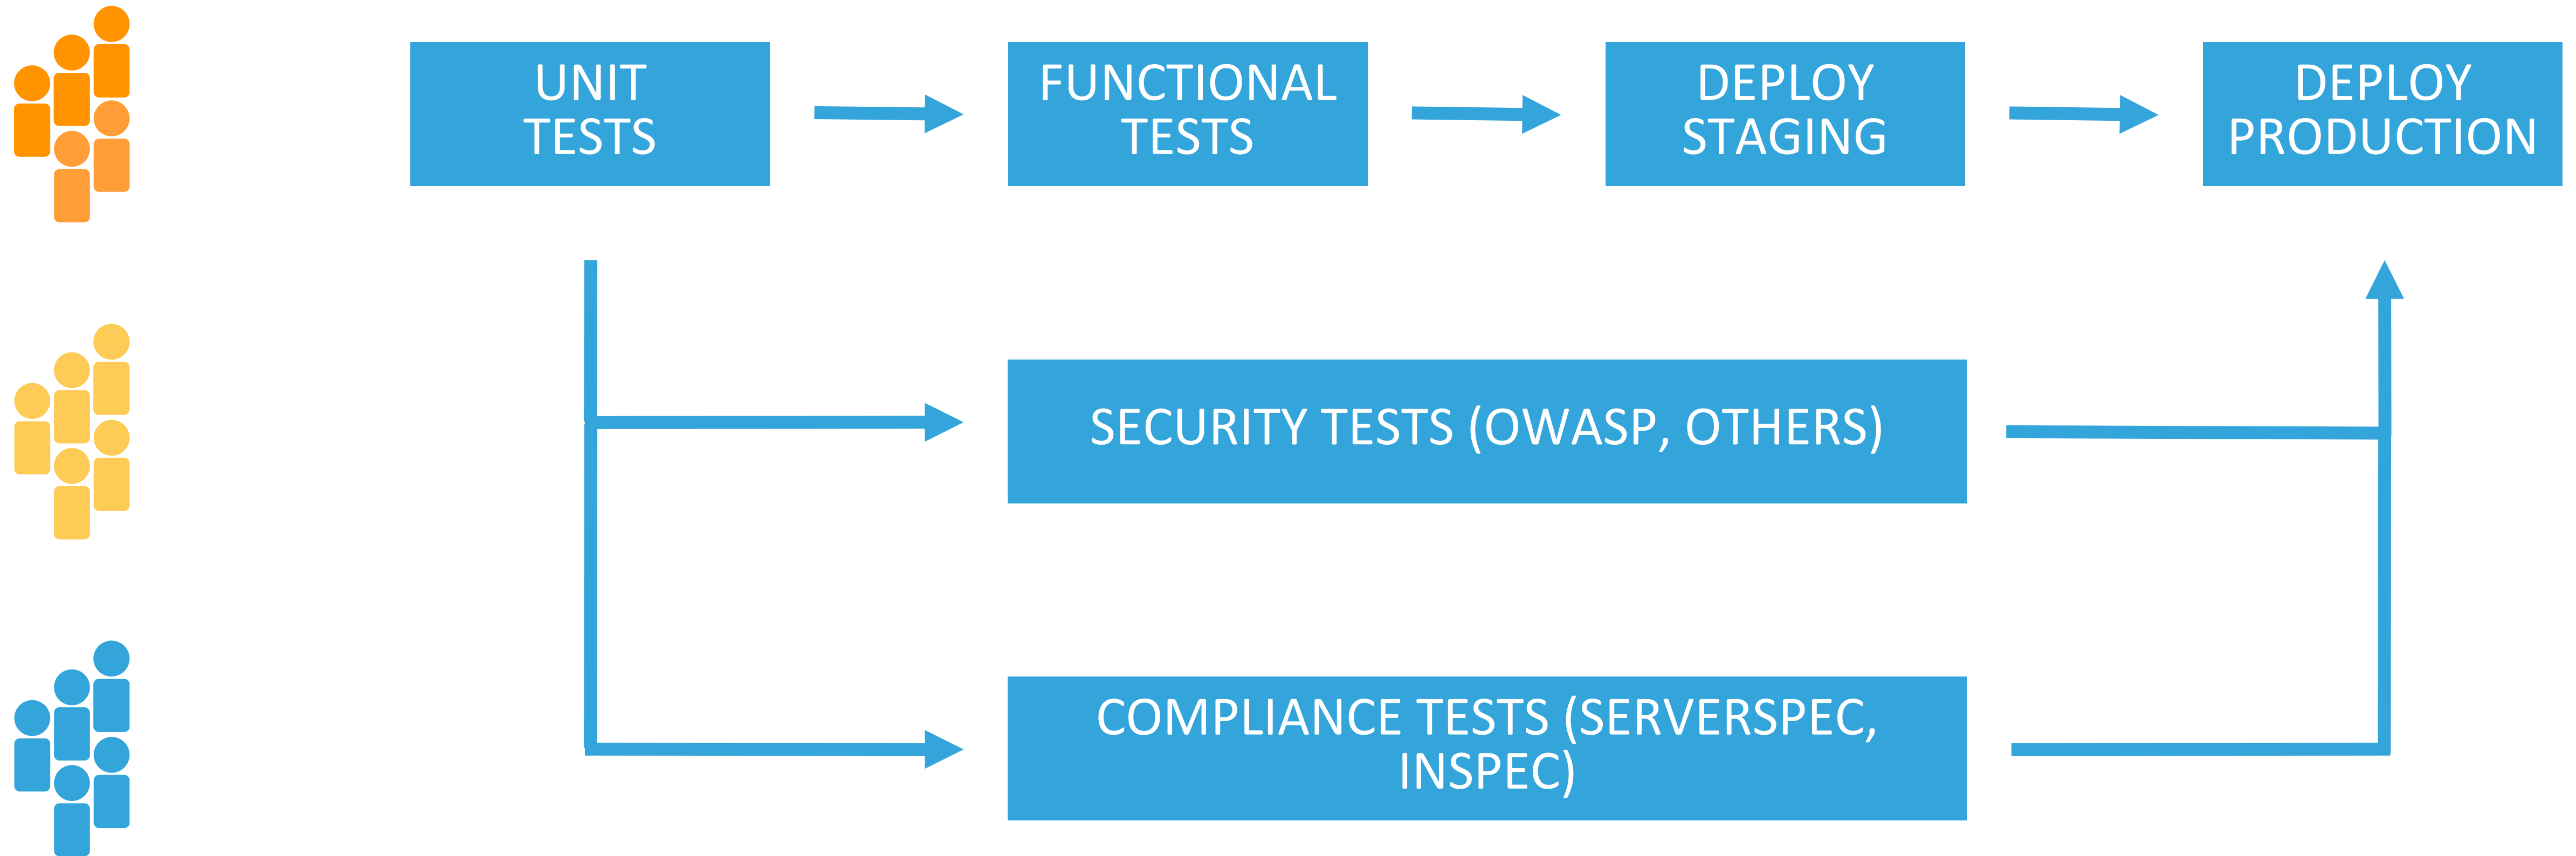 UNIT
TESTS
FUNCTIONAL
TESTS
DEPLOY
STAGING
DEPLOY
PRODUCTION
SECURITY TESTS (OWASP, OTHERS)
COMPLIANCE TESTS (SERVERSPEC,
INSPEC)